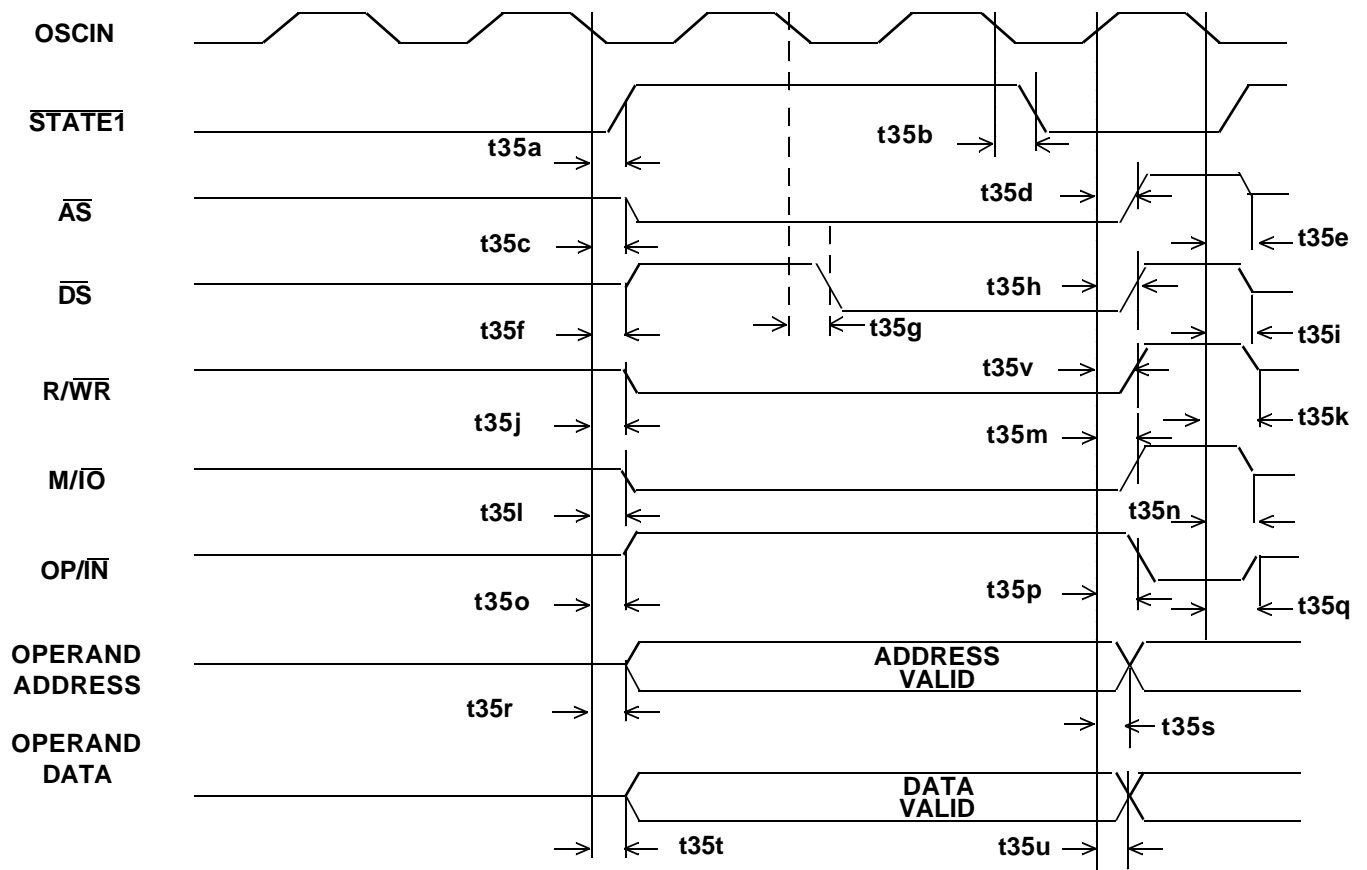 OSCIN
STATE1
t35a
t35b
AS
t35d
t35c
t35e
DS
t35h
t35f
t35g
t35i
R/WR
t35v
t35j
t35k
t35m
M/IO
t35l
t35n
OP/IN
t35o
t35p
t35q
OPERAND
ADDRESS
ADDRESS
VALID
t35r
t35s
OPERAND
DATA
DATA
VALID
t35t
t35u